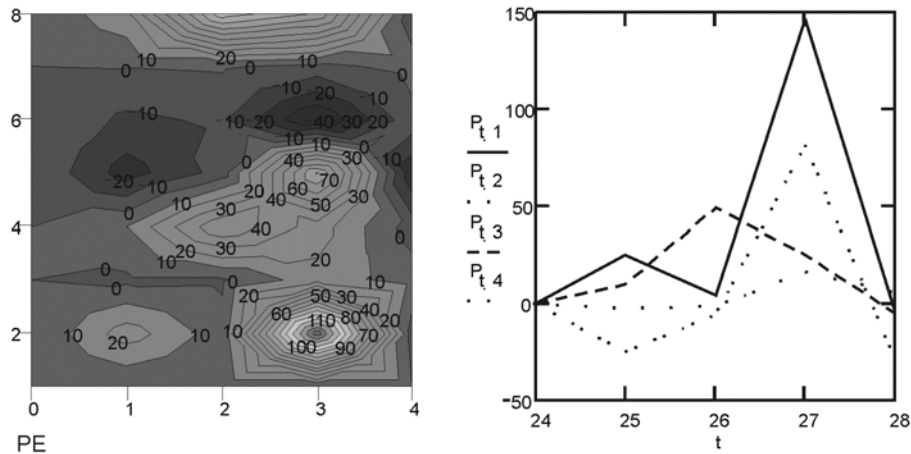 8
10 20 10
0 0 0
10 20 10
6 10 10 20 40 30 20
10 10 0
0 40 30 10
20 10 20 60 70
10 20 40 50 30
0 30
4 40 0
10 20 30 20
0 0 10
0 20 50 30
60 40
2 10 20 10 10 110 80 20
100 90 70
0 1 2 3 4
PE
150
100
50
0
-50
P t, 1
P t, 2
P t, 3
P t, 4
24 25 26 27 28
t